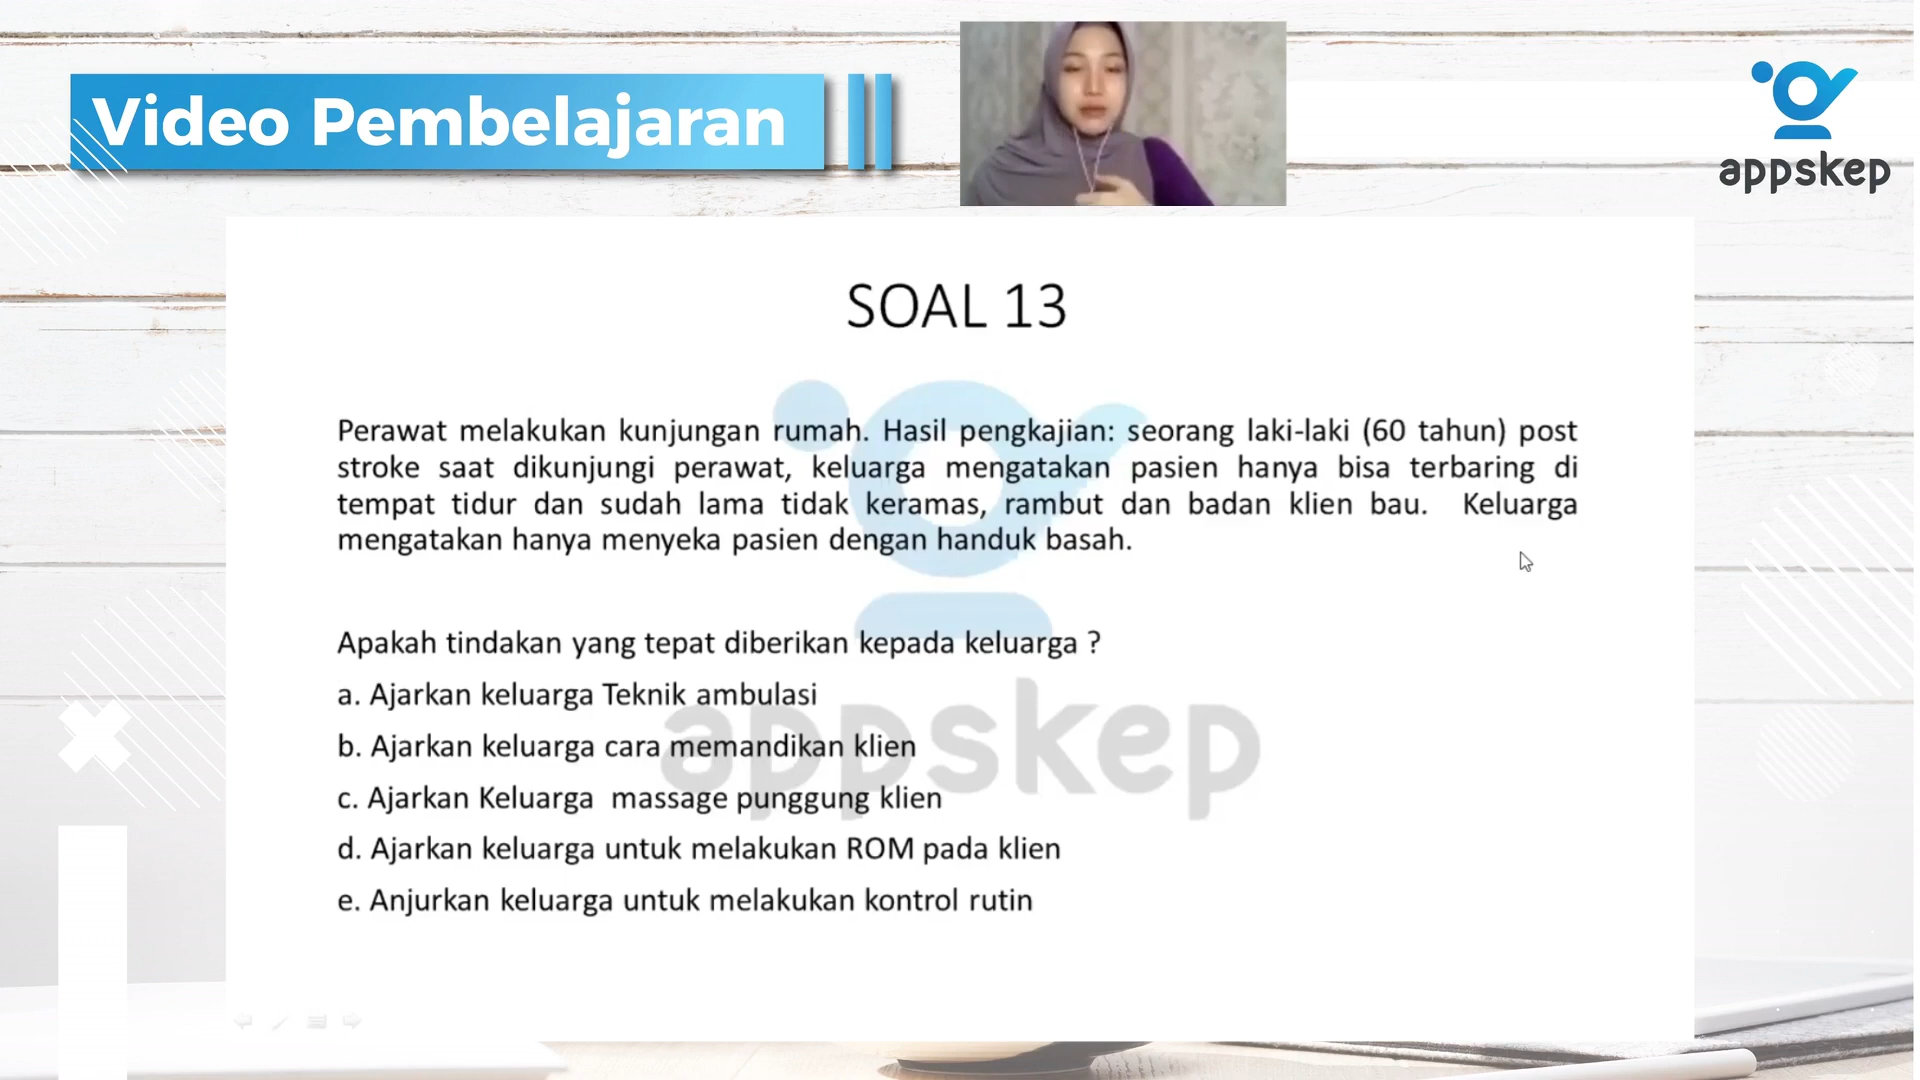 Video Pembelajaran
appskep
SOAL 13
Perawat melakukan kunjungan rumah. Hasil pengkajian: seorang laki-laki (60 tahun) post
stroke saat dikunjungi perawat, keluarga mengatakan pasien hanya bisa terbaring di
tempat tidur dan sudah lama tidak keramas, rambut dan badan klien bau. Keluarga
mengatakan hanya menyeka pasien dengan handuk basah.
Apakah tindakan yang tepat diberikan kepada keluarga ?
a. Ajarkan keluarga Teknik ambulasi
b. Ajarkan keluarga cara memandikan klien
c. Ajarkan Keluarga massage punggung klien
d. Ajarkan keluarga untuk melakukan ROM pada klien
e. Anjurkan keluarga untuk melakukan kontrol rutin
appskep